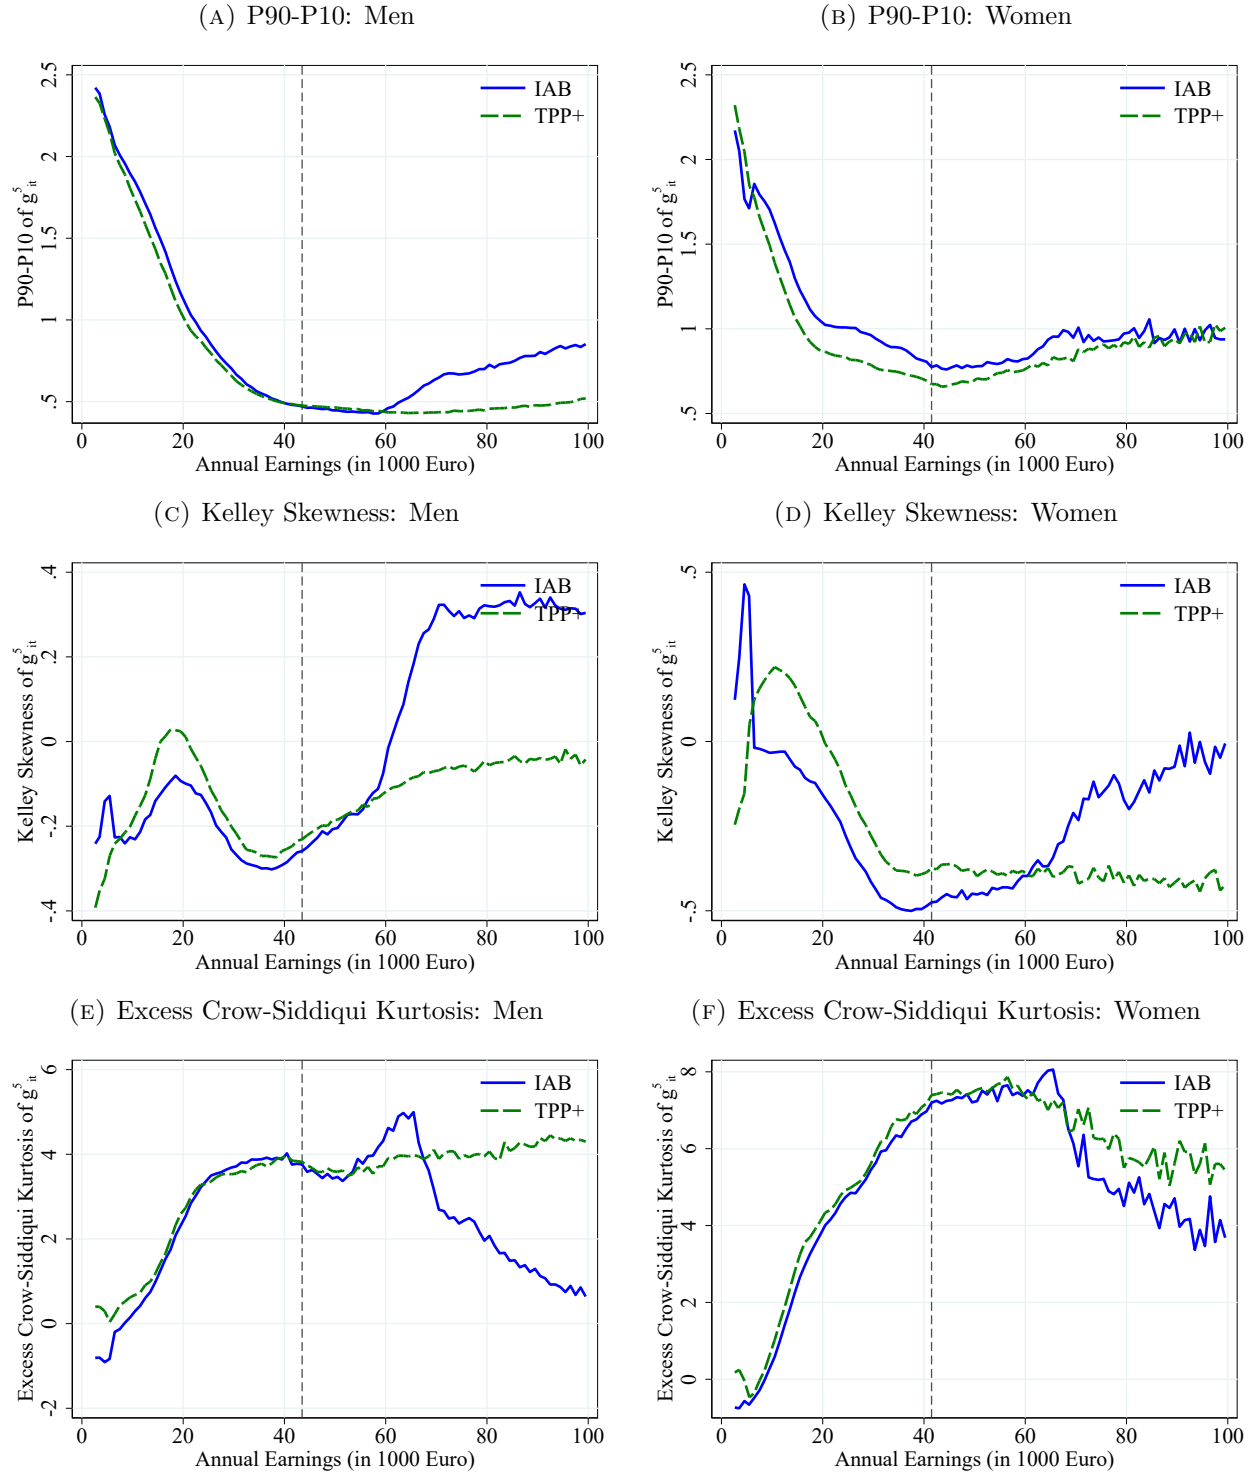 (A) P90-P10: Men
P90-P10 of g⁵ᵢₜ
2.5
2
1.5
1
.5
IAB
TPP+
0 20 40 60 80 100
Annual Earnings (in 1000 Euro)
(B) P90-P10: Women
P90-P10 of g⁵ᵢₜ
2.5
2
1.5
1
.5
IAB
TPP+
0 20 40 60 80 100
Annual Earnings (in 1000 Euro)
(C) Kelley Skewness: Men
Kelley Skewness of g⁵ᵢₜ
.4
.2
0
-.2
-.4
IAB
TPP+
0 20 40 60 80 100
Annual Earnings (in 1000 Euro)
(D) Kelley Skewness: Women
Kelley Skewness of g⁵ᵢₜ
.5
0
-.5
IAB
TPP+
0 20 40 60 80 100
Annual Earnings (in 1000 Euro)
(E) Excess Crow-Siddiqui Kurtosis: Men
Excess Crow-Siddiqui Kurtosis of g⁵ᵢₜ
6
4
2
0
-2
IAB
TPP+
0 20 40 60 80 100
Annual Earnings (in 1000 Euro)
(F) Excess Crow-Siddiqui Kurtosis: Women
Excess Crow-Siddiqui Kurtosis of g⁵ᵢₜ
8
6
4
2
0
IAB
TPP+
0 20 40 60 80 100
Annual Earnings (in 1000 Euro)